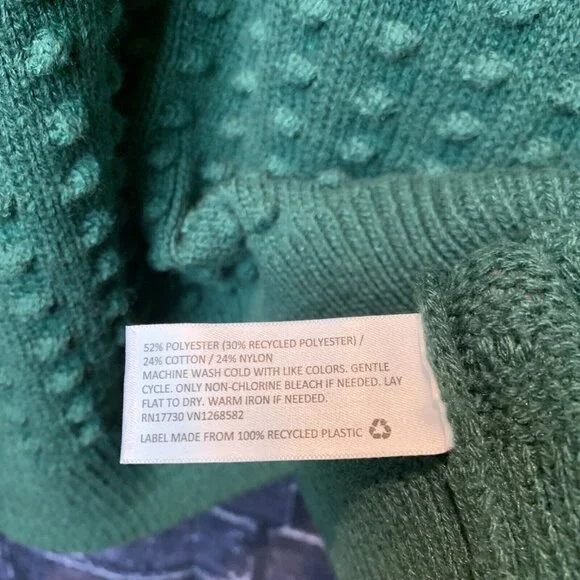 52% POLYESTER (30% RECYCLED POLYESTER) /
24% COTTON / 24% NYLON
MACHINE WASH COLD WITH LIKE COLORS. GENTLE
CYCLE. ONLY NON-CHLORINE BLEACH IF NEEDED. LAY
FLAT TO DRY. WARM IRON IF NEEDED.
RN17730 VN1268582
LABEL MADE FROM 100% RECYCLED PLASTIC